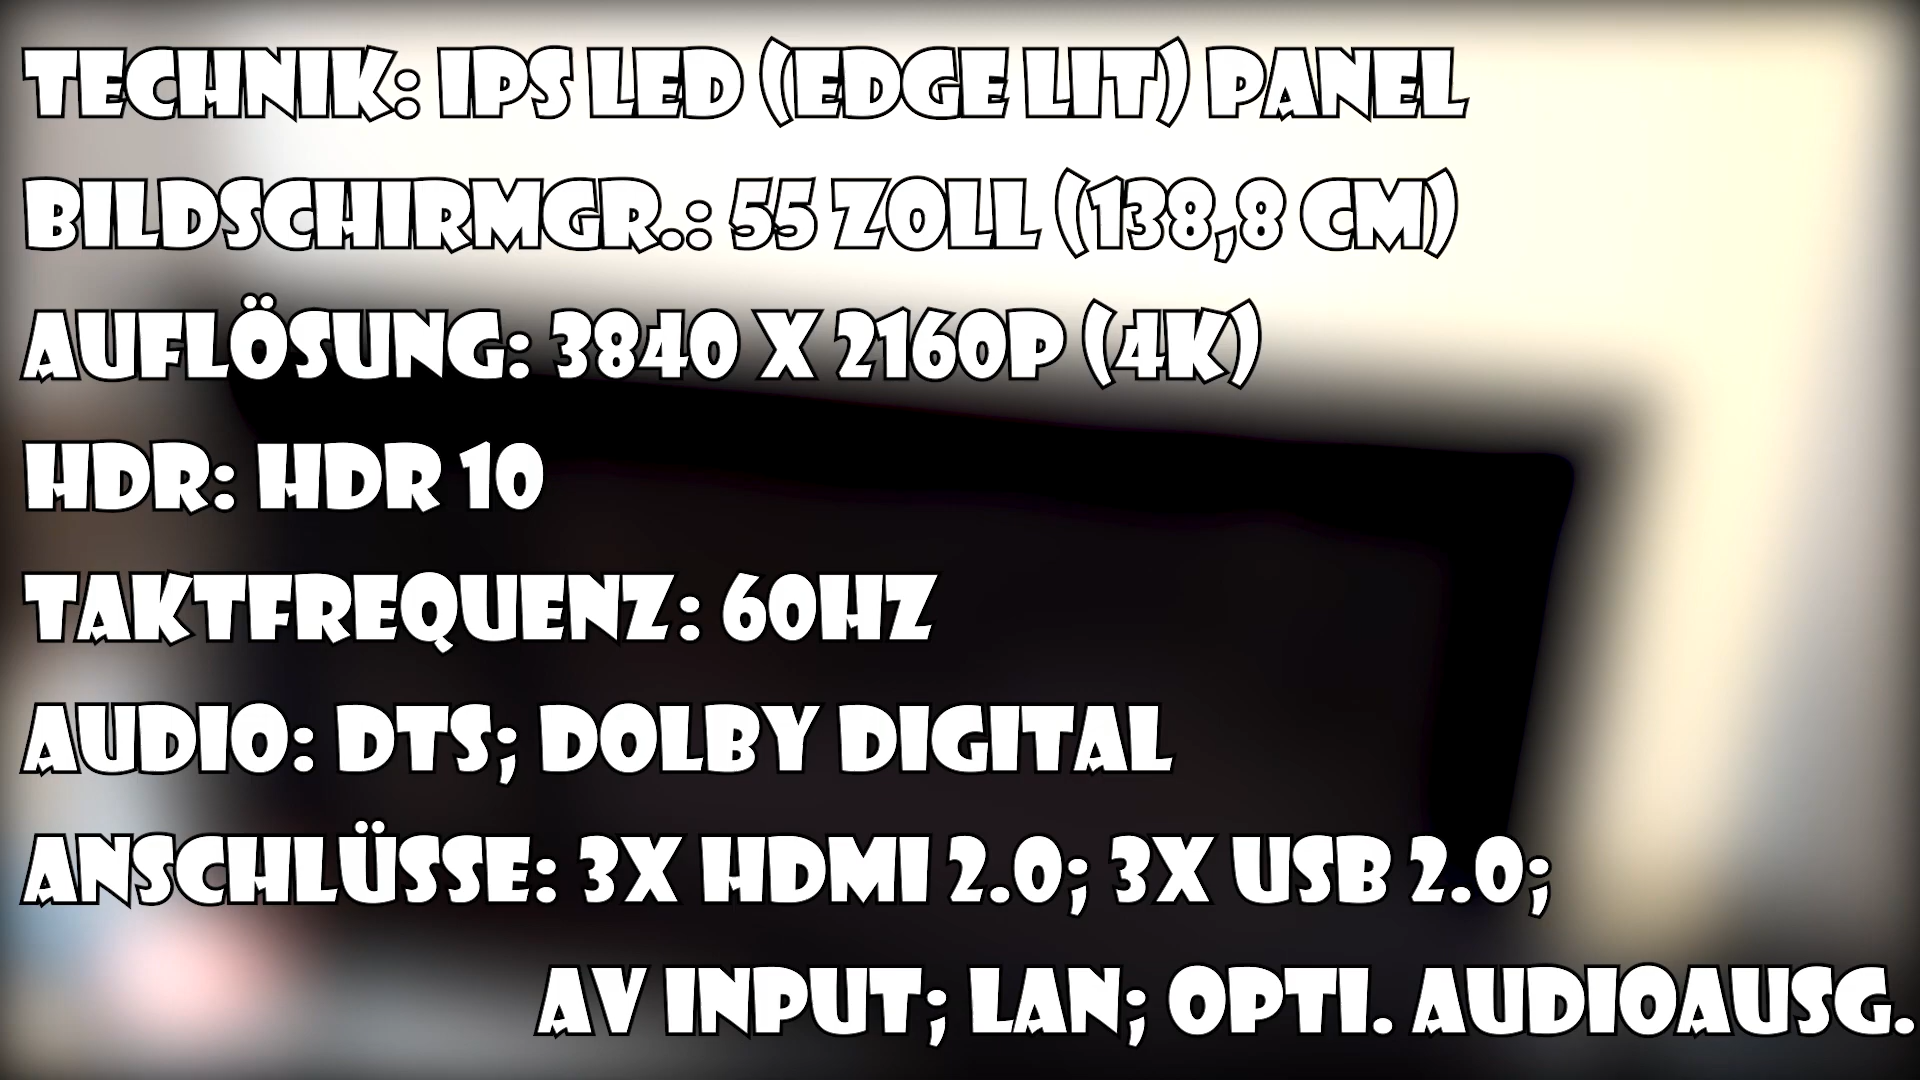 TECHNIK: IPS LED (EDGE LIT) PANEL
BILDSCHIRMGR.: 55 ZOLL (138,8 CM)
AUFLÖSUNG: 3840 X 2160P (4K)
HDR: HDR 10
TAKTFREQUENZ: 60HZ
AUDIO: DTS; DOLBY DIGITAL
ANSCHLÜSSE: 3X HDMI 2.0; 3X USB 2.0;
AV INPUT; LAN; OPTI. AUDIOAUSG.